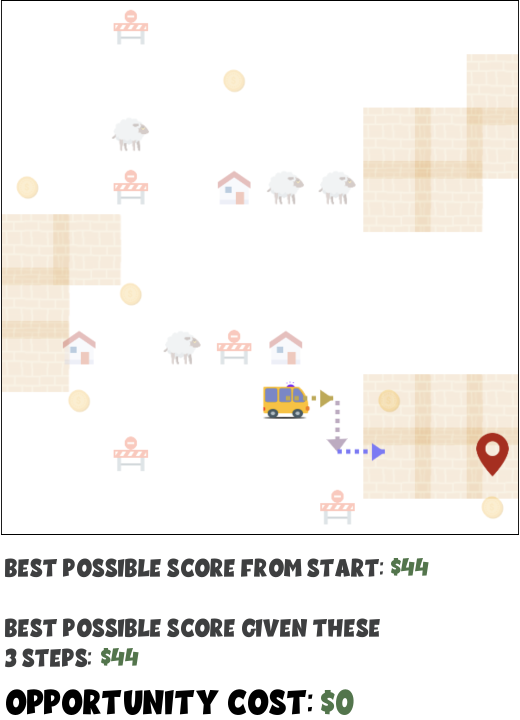 BEST POSSIBLE SCORE FROM START: $44
BEST POSSIBLE SCORE GIVEN THESE
3 STEPS: $44
OPPORTUNITY COST: $0